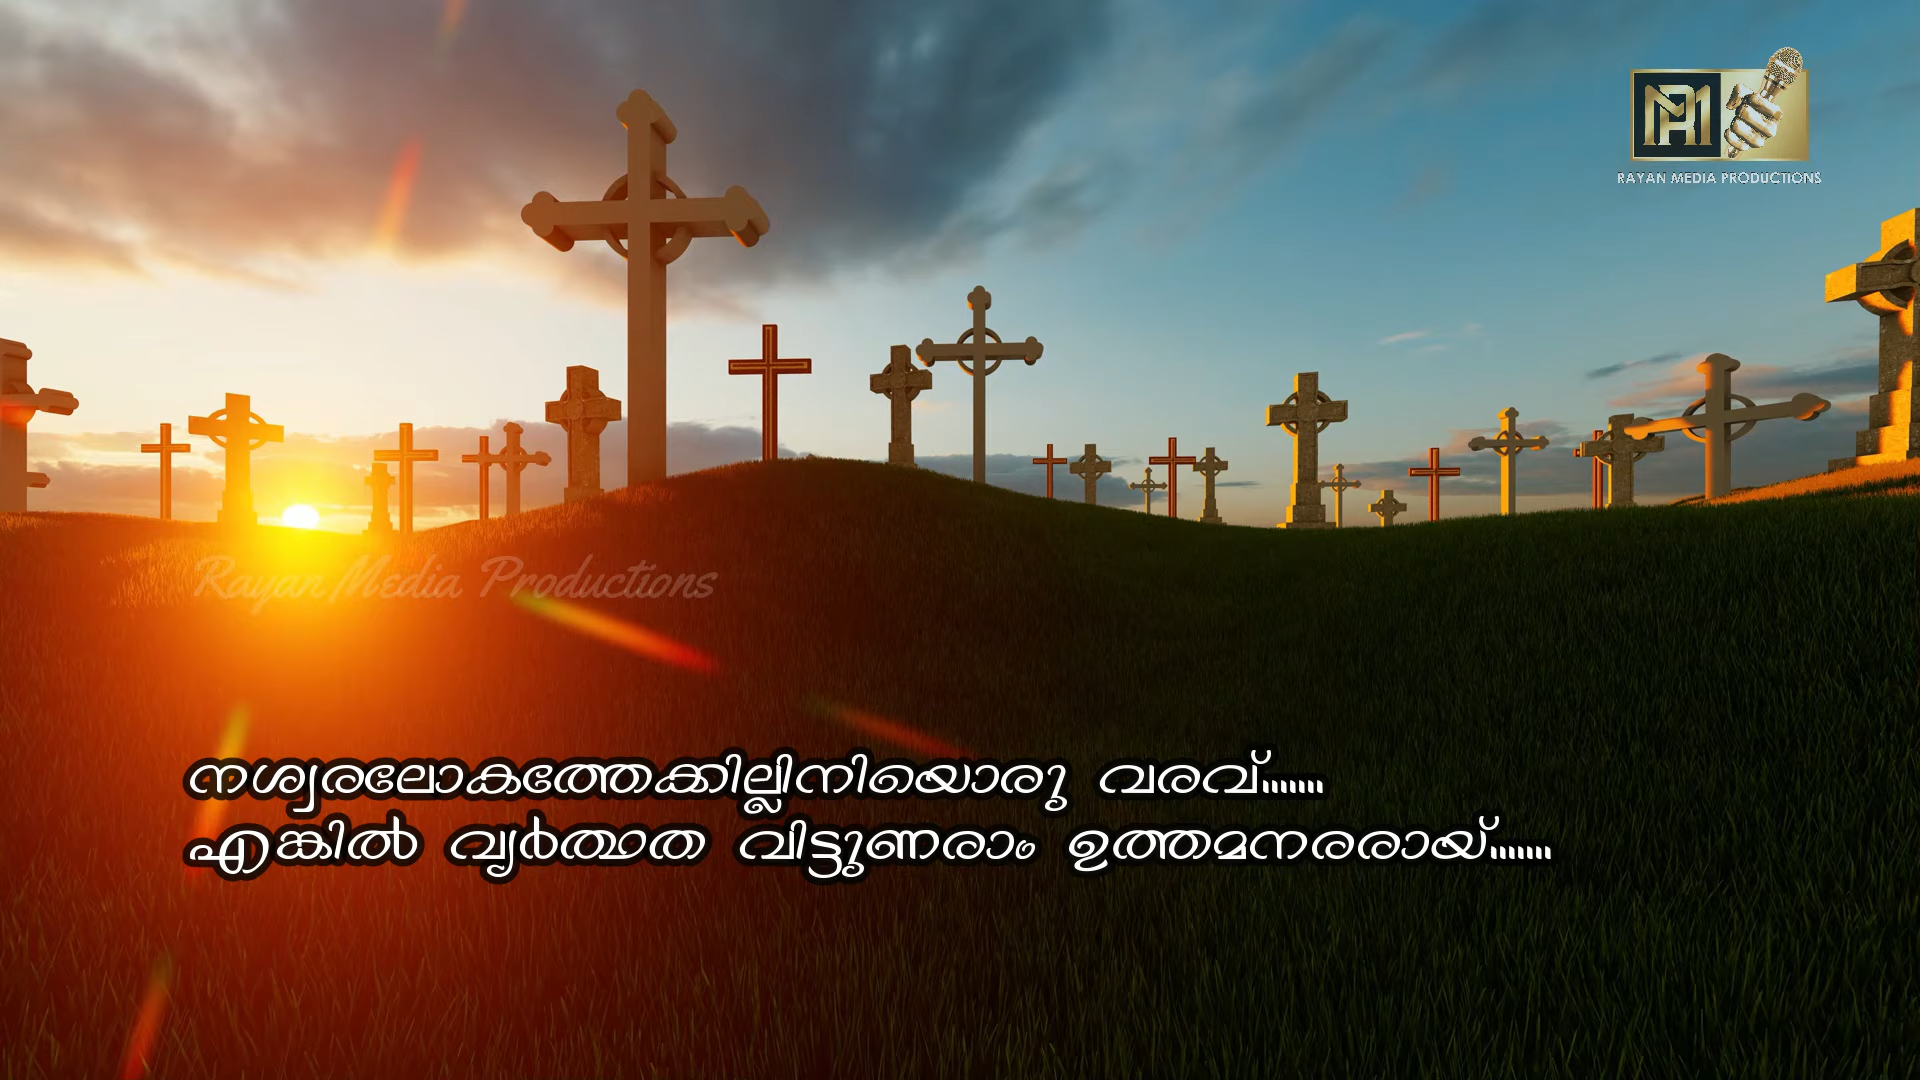 RAYAN MEDIA PRODUCTIONS
Rayan Media Productions
നശ്വരലോകത്തേക്കില്ലിനിയൊരു വരവ്......
എങ്കിൽ വ്യർത്ഥത വിട്ടുണരാം ഉത്തമനരരായ്......